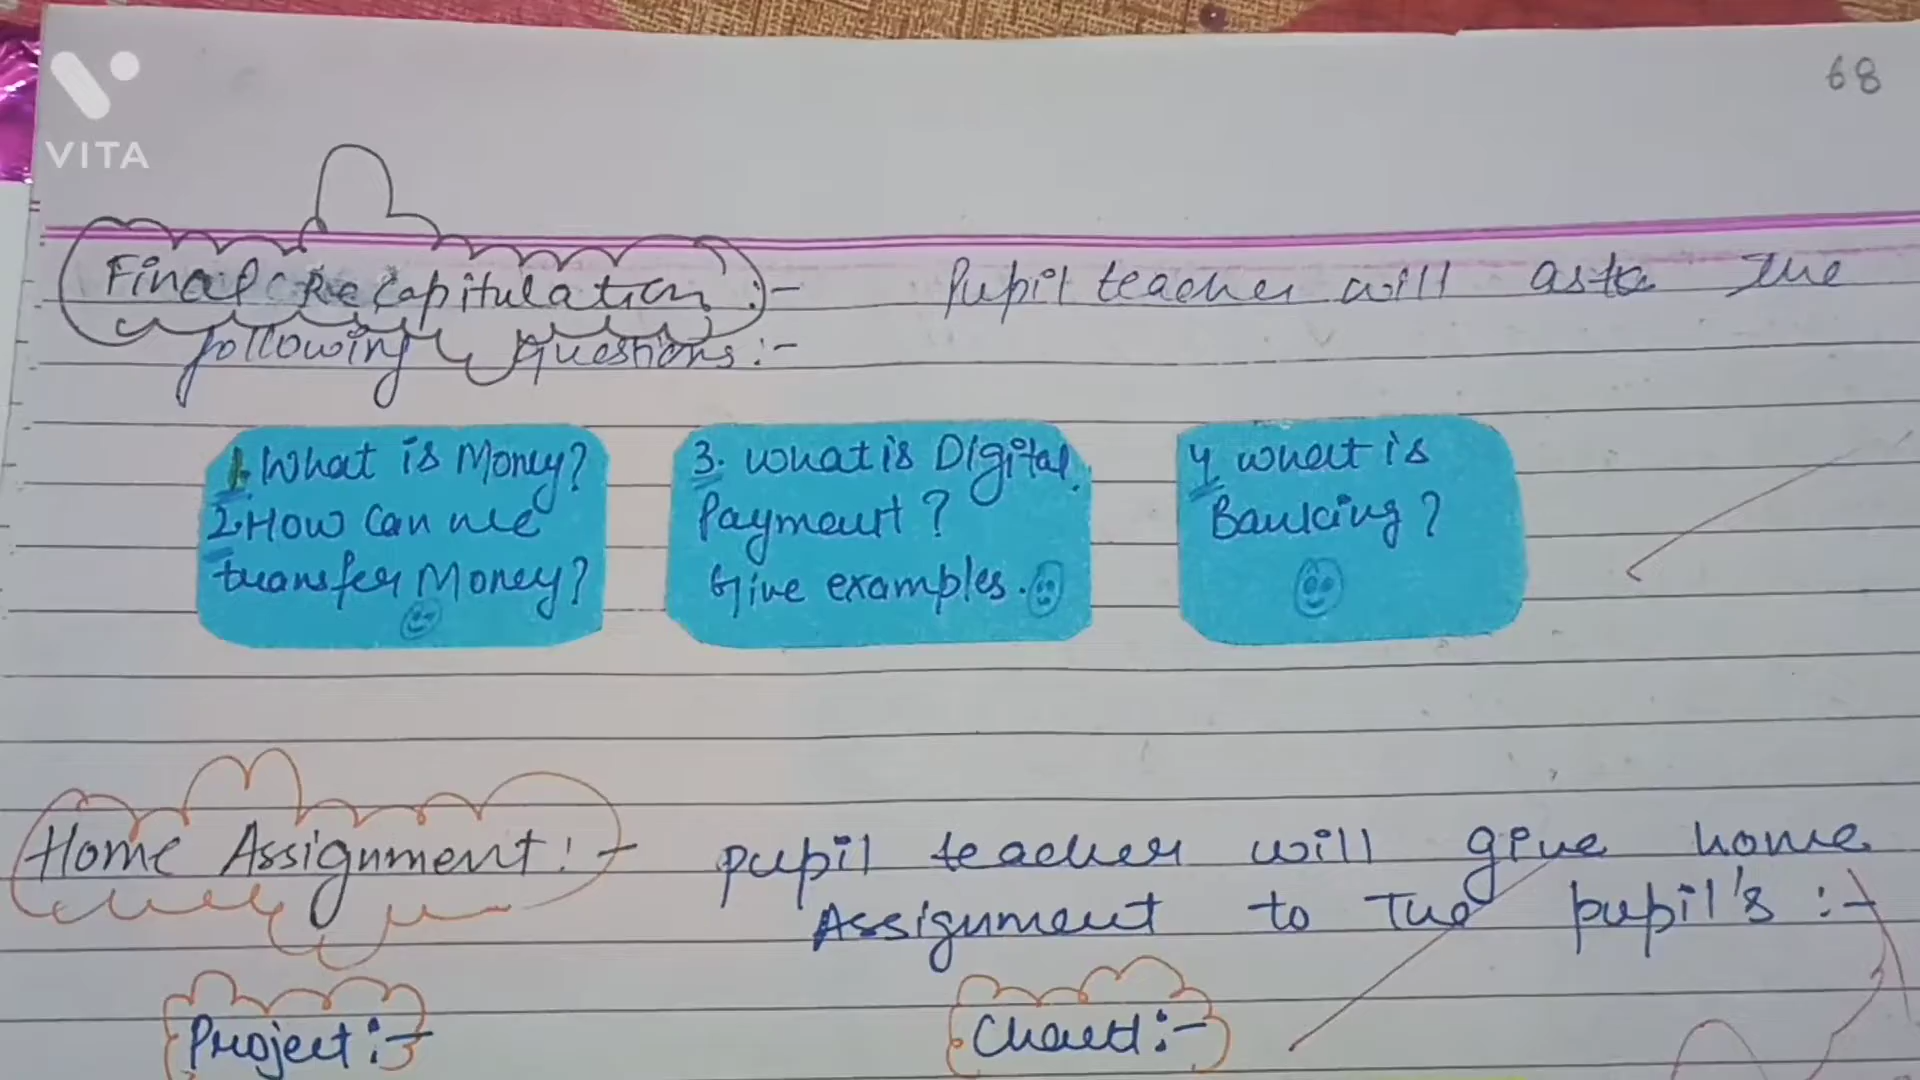 VITA
68
Final Recapitulation :- Pupil teacher will ask the
following questions :-
1. What is Money?
2. How Can we
transfer Money?
3. What is Digital
Payment?
Give examples.
4. What is
Banking?
Home Assignment :- pupil teacher will give home
Assignment to The pupil's :-
Project :-
Chart :-